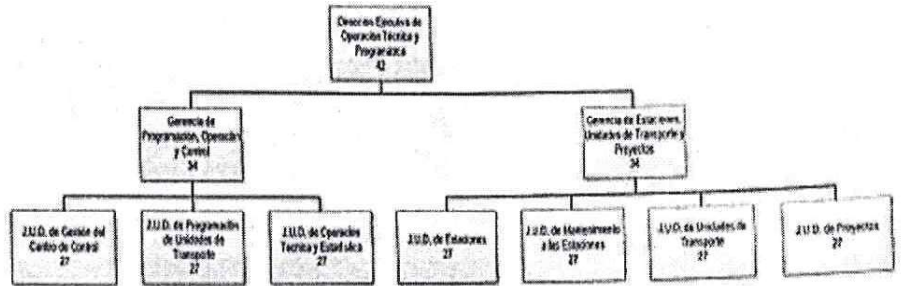 Dirección Ejecutiva de
Operación Técnica y
Programática
42
Gerencia de
Programación, Operación
y Control
34
Gerencia de Estaciones,
Unidades de Transporte y
Proyectos
34
J.U.D. de Gestión del
Centro de Control
27
J.U.D. de Programación
de Unidades de
Transporte
27
J.U.D. de Operación
Técnica y Estadística
27
J.U.D. de Estaciones
27
J.U.D. de Mantenimiento
a las Estaciones
27
J.U.D. de Unidades de
Transporte
27
J.U.D. de Proyectos
27